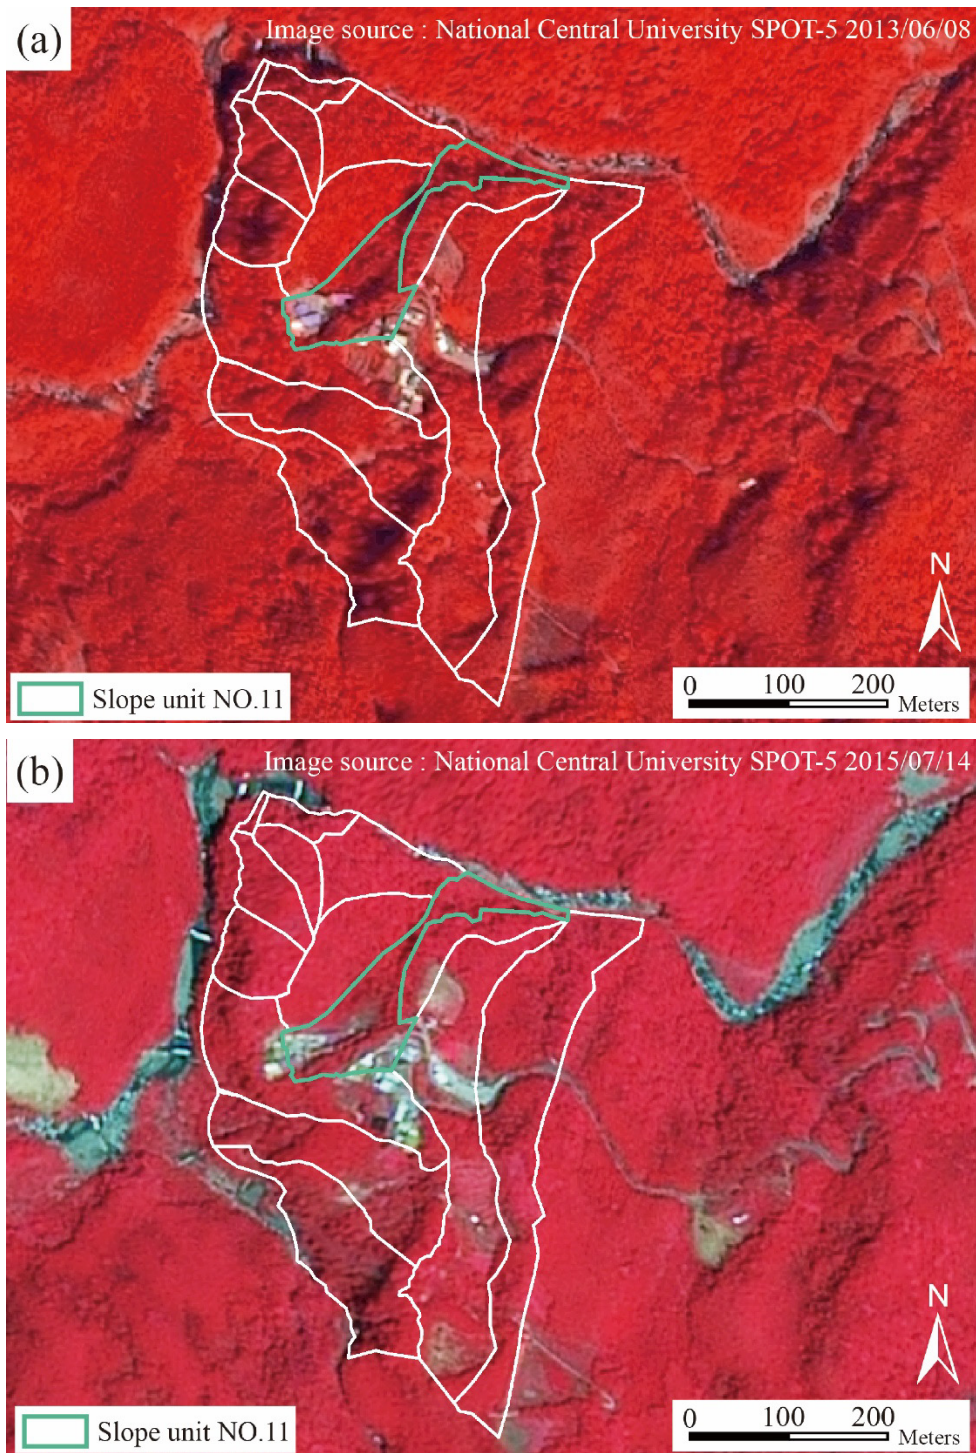 (a)
Image source : National Central University SPOT-5 2013/06/08
N
Slope unit NO.11
0 100 200
Meters
(b)
Image source : National Central University SPOT-5 2015/07/14
N
Slope unit NO.11
0 100 200
Meters